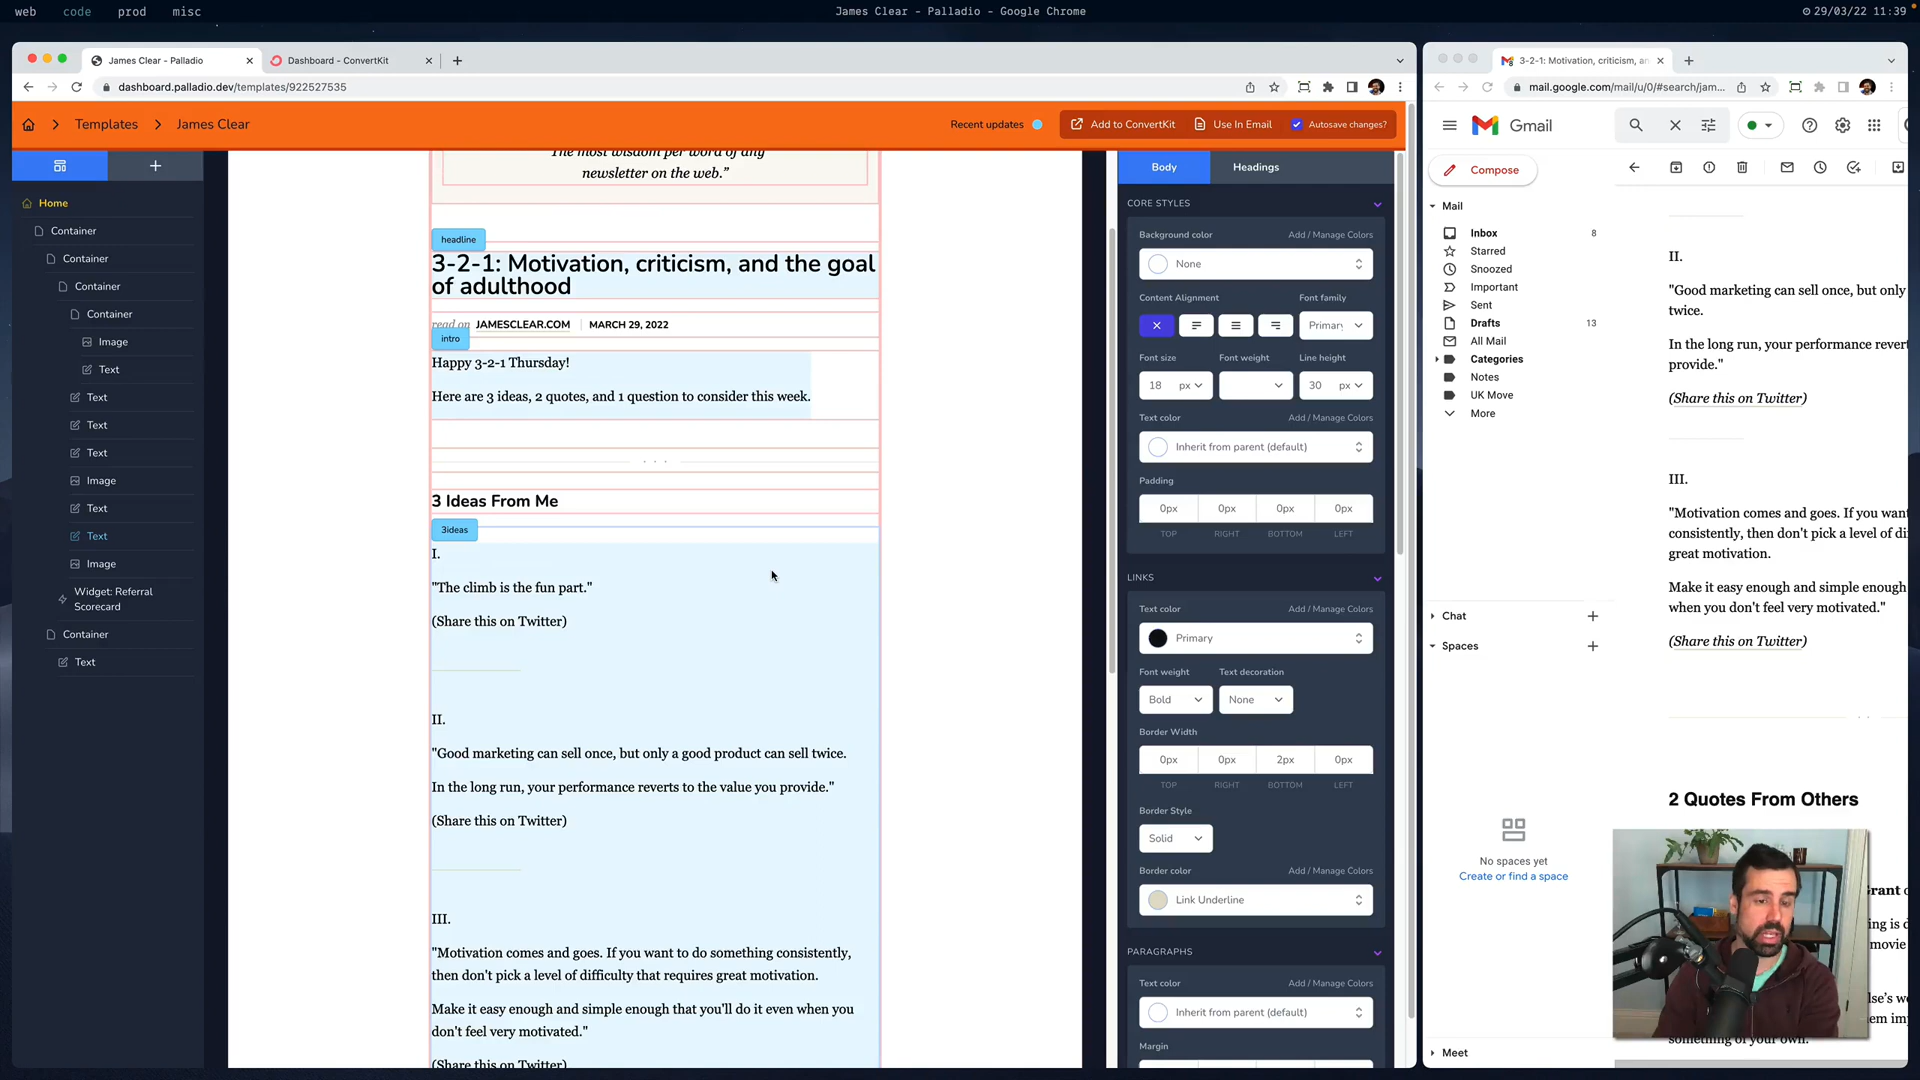 web code prod misc
James Clear - Palladio - Google Chrome
29/03/22 11:39
James Clear - Palladio
Dashboard - ConvertKit
dashboard.palladio.dev/templates/922527535
Templates
James Clear
Recent updates
Add to ConvertKit
Use In Email
Autosave changes?
Home
Container
Container
Container
Container
Image
Text
Text
Text
Text
Image
Text
Text
Image
Widget: Referral
Scorecard
Container
Text
The most wisdom per word of any
newsletter on the web.”
headline
3-2-1: Motivation, criticism, and the goal
of adulthood
read on JAMESCLEAR.COM | MARCH 29, 2022
intro
Happy 3-2-1 Thursday!
Here are 3 ideas, 2 quotes, and 1 question to consider this week.
3 Ideas From Me
3ideas
I.
"The climb is the fun part."
(Share this on Twitter)
II.
"Good marketing can sell once, but only a good product can sell twice.
In the long run, your performance reverts to the value you provide."
(Share this on Twitter)
III.
"Motivation comes and goes. If you want to do something consistently,
then don't pick a level of difficulty that requires great motivation.
Make it easy enough and simple enough that you'll do it even when you
don't feel very motivated."
(Share this on Twitter)
Body
Headings
CORE STYLES
Background color
Add / Manage Colors
None
Content Alignment
Font family
Primary
Font size
Font weight
Line height
18 px
30 px
Text color
Add / Manage Colors
Inherit from parent (default)
Padding
0px 0px 0px 0px
TOP RIGHT BOTTOM LEFT
LINKS
Text color
Add / Manage Colors
Primary
Font weight
Text decoration
Bold
None
Border Width
0px 0px 2px 0px
TOP RIGHT BOTTOM LEFT
Border Style
Solid
Border color
Add / Manage Colors
Link Underline
PARAGRAPHS
Text color
Add / Manage Colors
Inherit from parent (default)
Margin
3-2-1: Motivation, criticism, an
mail.google.com/mail/u/0/#search/jam...
Gmail
Compose
Mail
Inbox 8
Starred
Snoozed
Important
Sent
Drafts 13
All Mail
Categories
Notes
UK Move
More
Chat
Spaces
No spaces yet
Create or find a space
Meet
II.
"Good marketing can sell once, but only
twice.
In the long run, your performance revert
provide."
(Share this on Twitter)
III.
"Motivation comes and goes. If you want
consistently, then don't pick a level of di
great motivation.
Make it easy enough and simple enough
when you don't feel very motivated."
(Share this on Twitter)
2 Quotes From Others
Grant
ing is
movie
else's
something of your own.